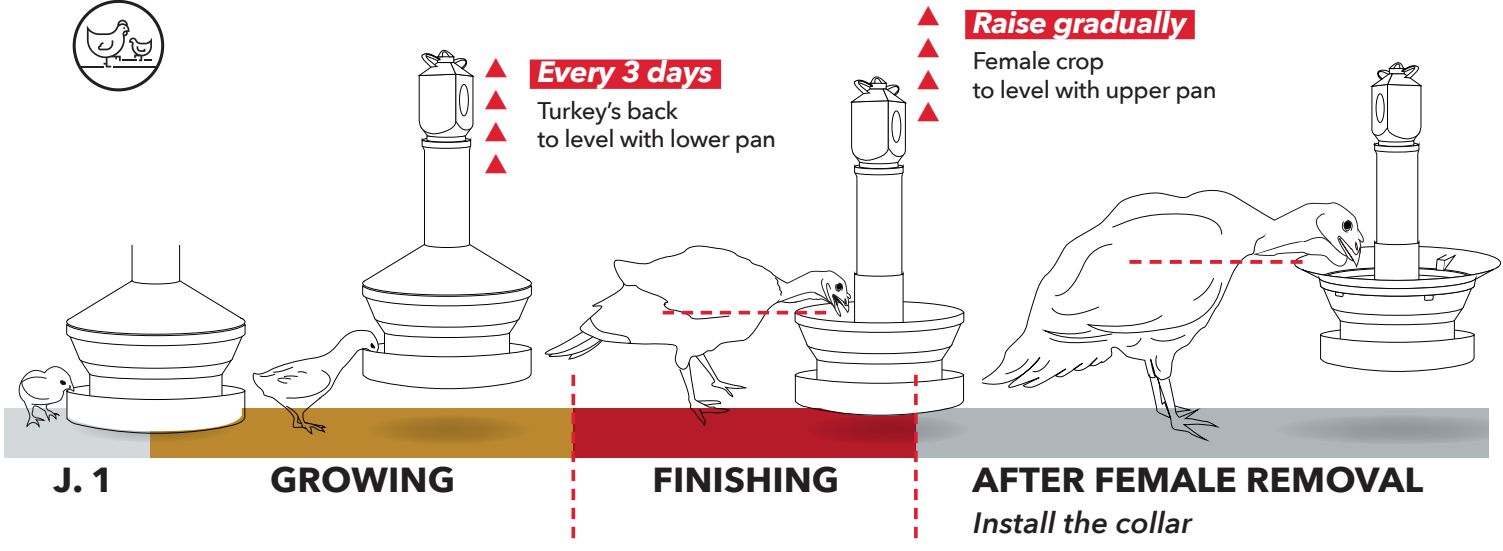 Every 3 days
Turkey's back
to level with lower pan
Raise gradually
Female crop
to level with upper pan
J. 1
GROWING
FINISHING
AFTER FEMALE REMOVAL
Install the collar